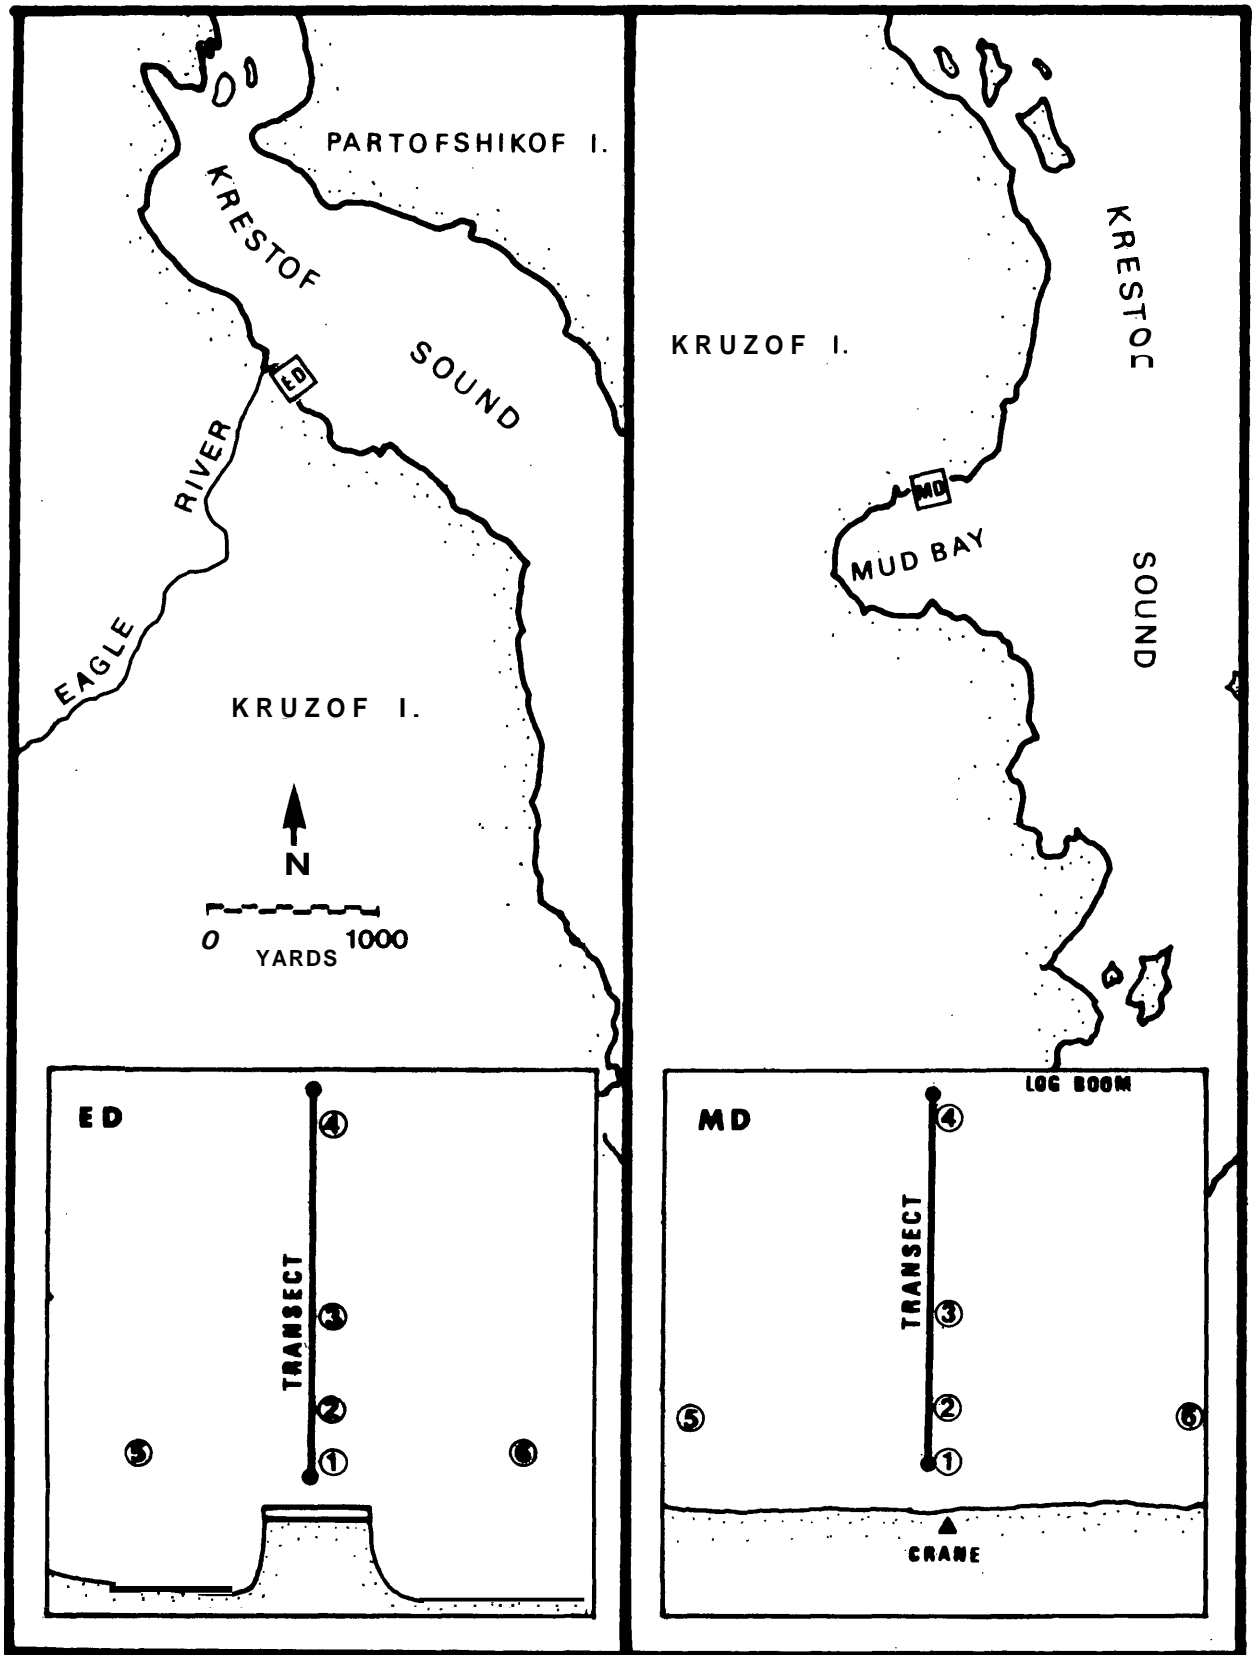 PARTOFSHIKOF I.
KRESTOF
SOUND
ED
RIVER
EAGLE
KRUZOF I.
N
0 1000
YARDS
ED
4
TRANSECT
3
2
5
1
6
KRESTOF
KRUZOF I.
MD
MUD BAY
SOUND
LOG BOOM
MD
4
TRANSECT
3
2
5
6
1
CRANE